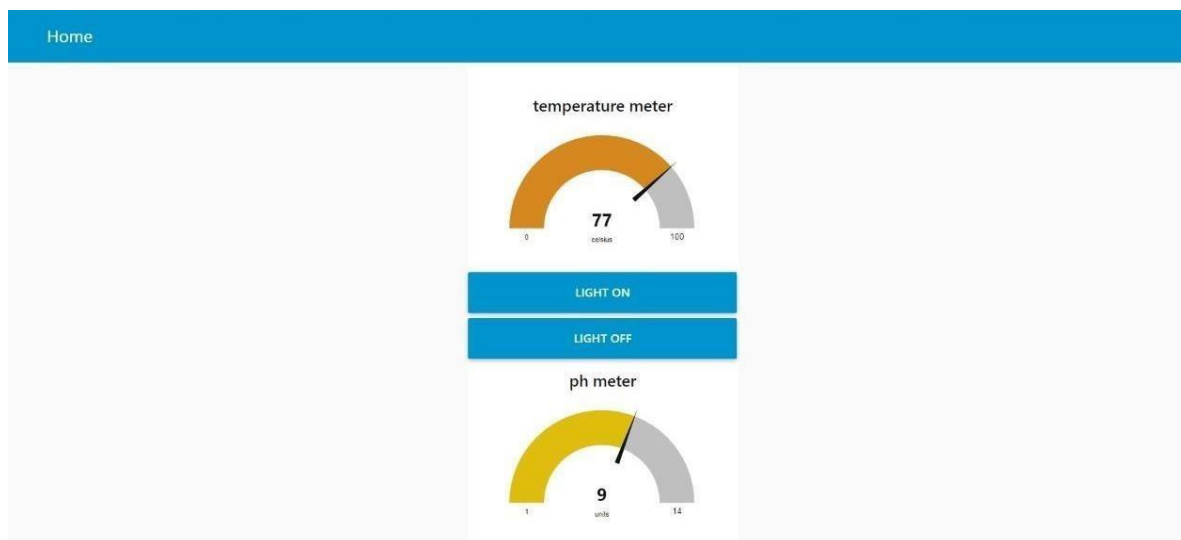 Home
temperature meter
77
celsius
0
100
LIGHT ON
LIGHT OFF
ph meter
9
units
1
14